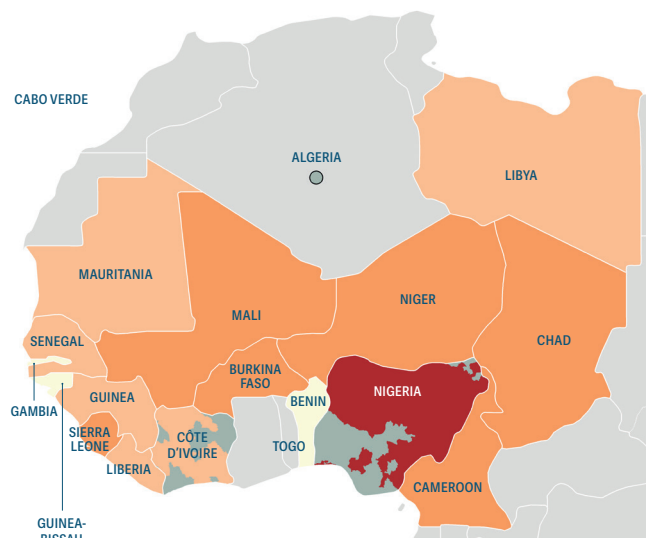 CABO VERDE
ALGERIA
LIBYA
MAURITANIA
NIGER
MALI
SENEGAL
CHAD
BURKINA
FASO
NIGERIA
GUINEA
BENIN
GAMBIA
SIERRA
LEONE
CÔTE
D'IVOIRE
TOGO
LIBERIA
CAMEROON
GUINEA-
BISSAU